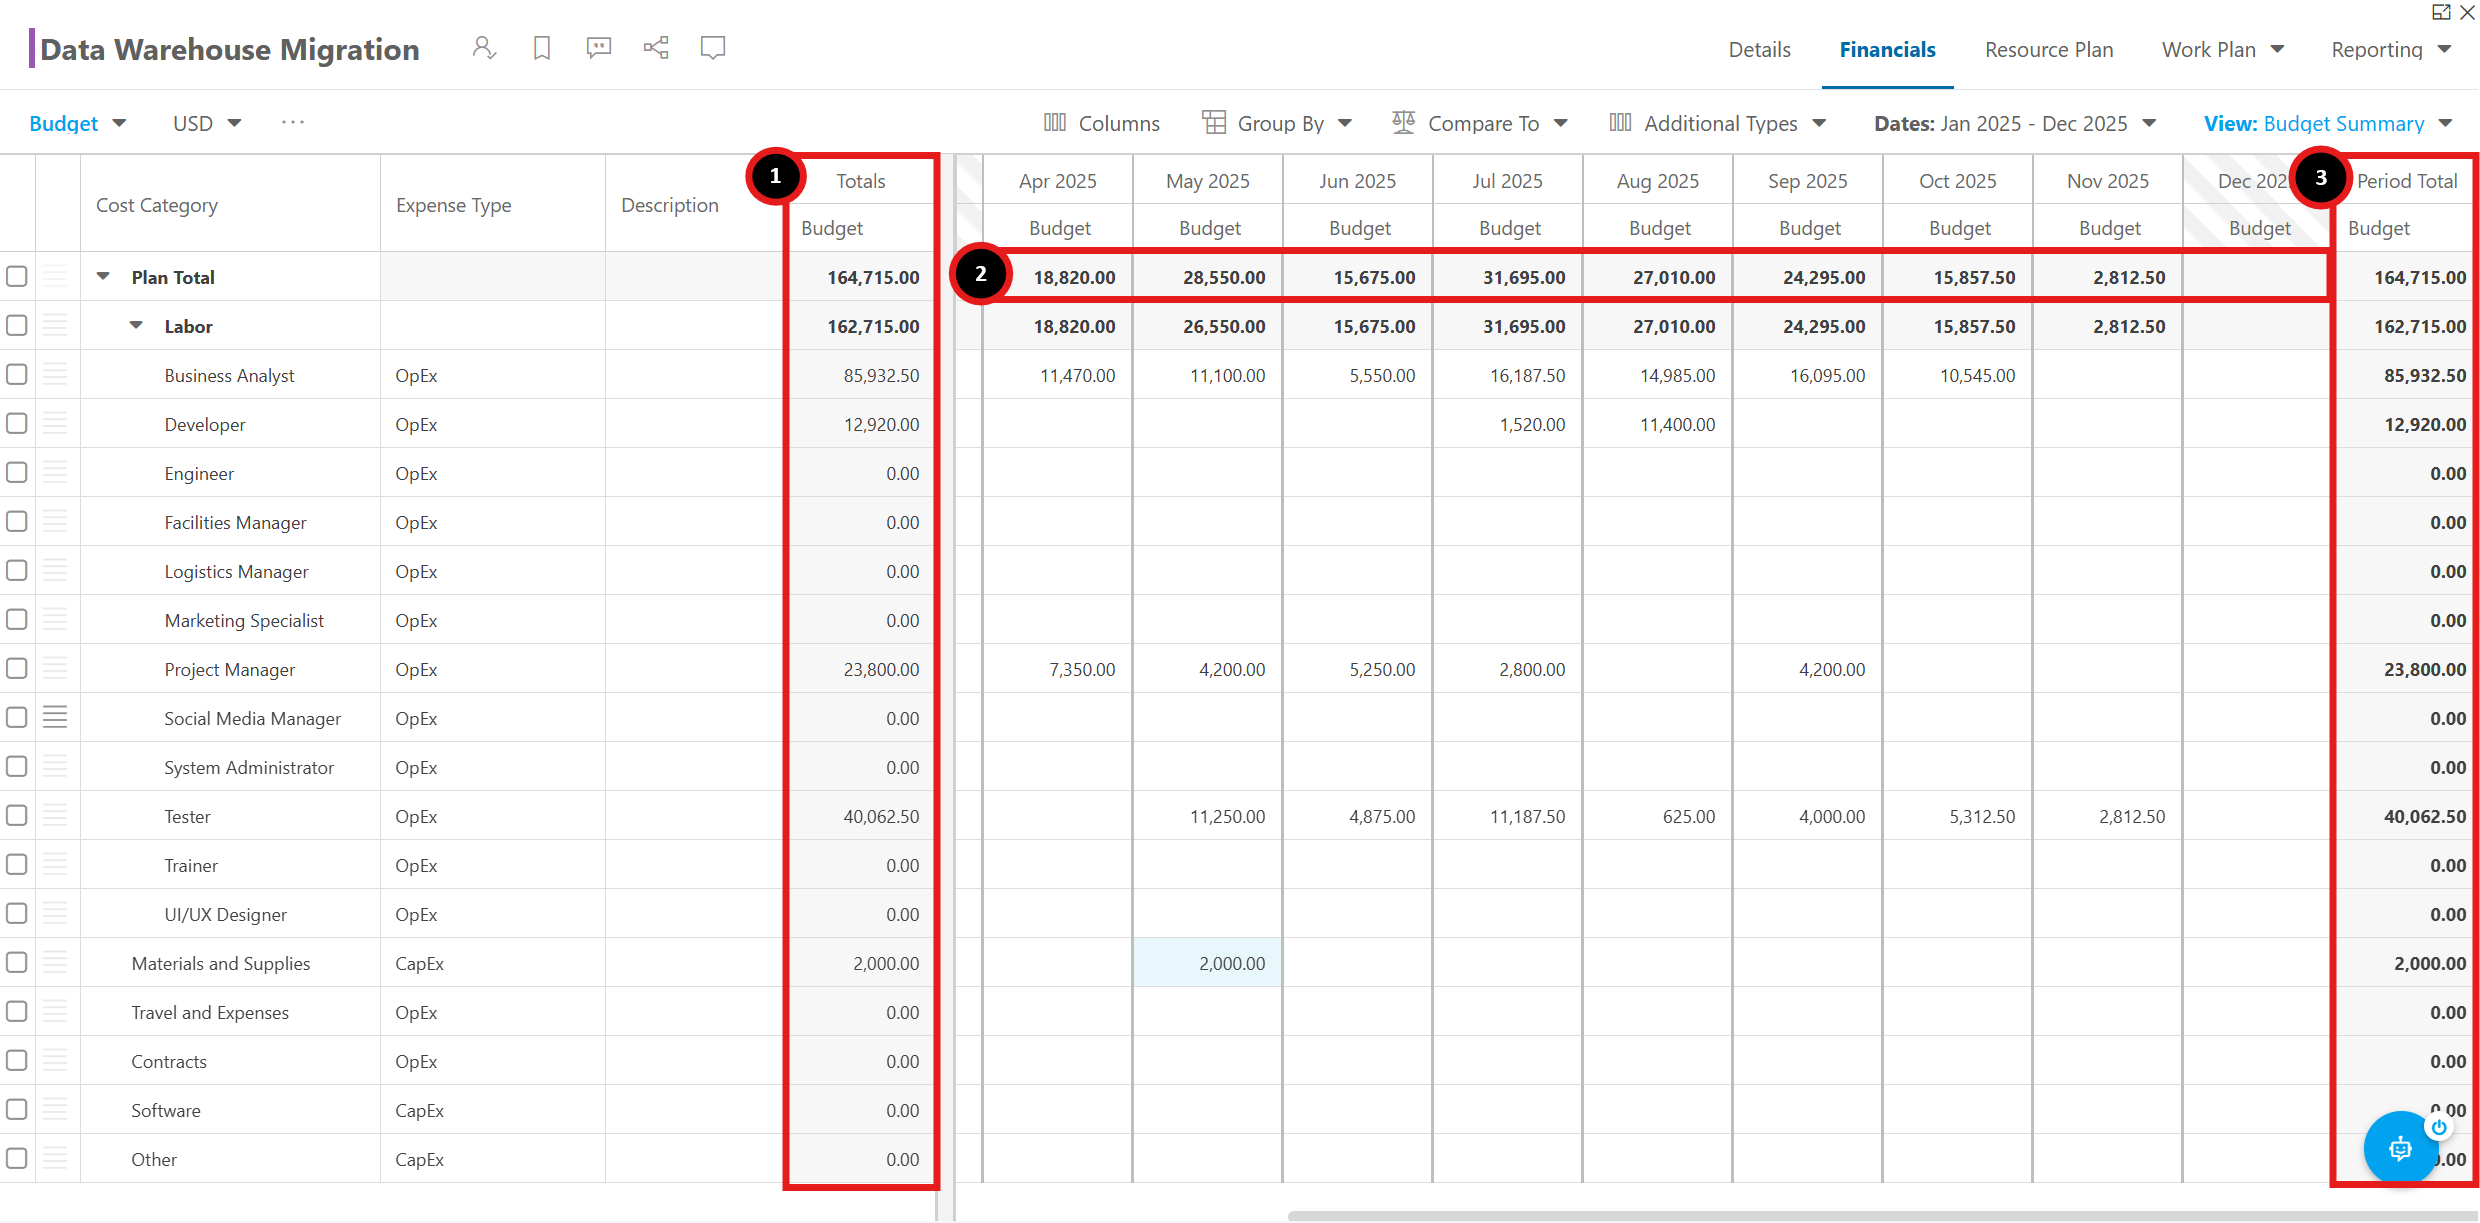 Data Warehouse Migration
Details Financials Resource Plan Work Plan Reporting
Budget USD ... Columns Group By Compare To Additional Types Dates: Jan 2025 - Dec 2025 View: Budget Summary
1 Totals Apr 2025 May 2025 Jun 2025 Jul 2025 Aug 2025 Sep 2025 Oct 2025 Nov 2025 Dec 3 Period Total
Cost Category Expense Type Description
Budget Budget Budget Budget Budget Budget Budget Budget Budget Budget Budget
Plan Total 164,715.00 2 18,820.00 28,550.00 15,675.00 31,695.00 27,010.00 24,295.00 15,857.50 2,812.50 164,715.00
Labor 162,715.00 18,820.00 26,550.00 15,675.00 31,695.00 27,010.00 24,295.00 15,857.50 2,812.50 162,715.00
Business Analyst OpEx 85,932.50 11,470.00 11,100.00 5,550.00 16,187.50 14,985.00 16,095.00 10,545.00 85,932.50
Developer OpEx 12,920.00 1,520.00 11,400.00 12,920.00
Engineer OpEx 0.00 0.00
Facilities Manager OpEx 0.00 0.00
Logistics Manager OpEx 0.00 0.00
Marketing Specialist OpEx 0.00 0.00
Project Manager OpEx 23,800.00 7,350.00 4,200.00 5,250.00 2,800.00 4,200.00 23,800.00
Social Media Manager OpEx 0.00 0.00
System Administrator OpEx 0.00 0.00
Tester OpEx 40,062.50 11,250.00 4,875.00 11,187.50 625.00 4,000.00 5,312.50 2,812.50 40,062.50
Trainer OpEx 0.00 0.00
UI/UX Designer OpEx 0.00 0.00
Materials and Supplies CapEx 2,000.00 2,000.00 2,000.00
Travel and Expenses OpEx 0.00 0.00
Contracts OpEx 0.00 0.00
Software CapEx 0.00
Other CapEx 0.00